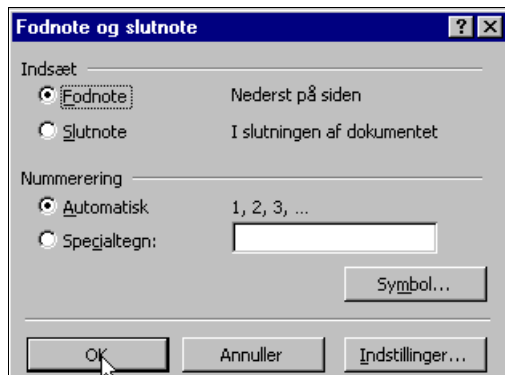 Fodnote og slutnote
Indsæt
Fodnote Nederst på siden
Slutnote I slutningen af dokumentet
Nummerering
Automatisk 1, 2, 3, ...
Specialtegn:
Symbol...
OK Annuller Indstillinger...